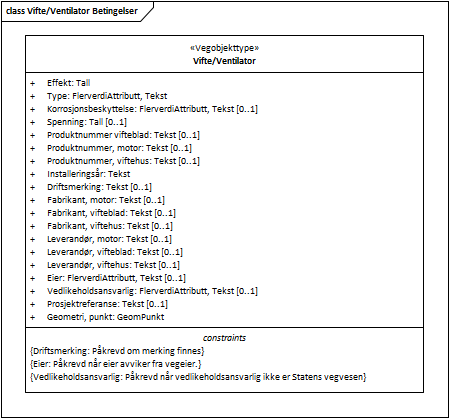 class Vifte/Ventilator Betingelser
«Vegobjekttype»
Vifte/Ventilator
+ Effekt: Tall
+ Type: FlerverdiAttributt, Tekst
+ Korrosjonsbeskyttelse: FlerverdiAttributt, Tekst [0..1]
+ Spenning: Tall [0..1]
+ Produktnummer vifteblad: Tekst [0..1]
+ Produktnummer, motor: Tekst [0..1]
+ Produktnummer, viftehus: Tekst [0..1]
+ Installeringsår: Tekst
+ Driftsmerking: Tekst [0..1]
+ Fabrikant, motor: Tekst [0..1]
+ Fabrikant, vifteblad: Tekst [0..1]
+ Fabrikant, viftehus: Tekst [0..1]
+ Leverandør, motor: Tekst [0..1]
+ Leverandør, vifteblad: Tekst [0..1]
+ Leverandør, viftehus: Tekst [0..1]
+ Eier: FlerverdiAttributt, Tekst [0..1]
+ Vedlikeholdsansvarlig: FlerverdiAttributt, Tekst [0..1]
+ Prosjektreferanse: Tekst [0..1]
+ Geometri, punkt: GeomPunkt
constraints
{Driftsmerking: Påkrevd om merking finnes}
{Eier: Påkrevd når eier avviker fra vegeier.}
{Vedlikeholdsansvarlig: Påkrevd når vedlikeholdsansvarlig ikke er Statens vegvesen}